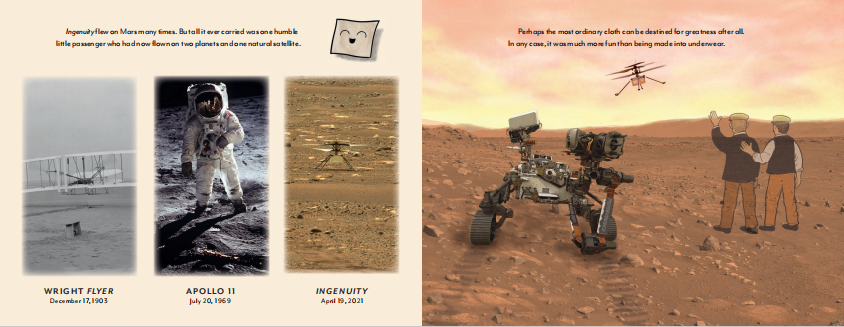 Ingenuity flew on Mars many times. But all it ever carried was one humble
little passenger who had now flown on two planets and one natural satellite.
WRIGHT FLYER
December 17, 1903
APOLLO 11
July 20, 1969
INGENUITY
April 19, 2021
Perhaps the most ordinary cloth can be destined for greatness after all.
In any case, it was much more fun than being made into underwear.